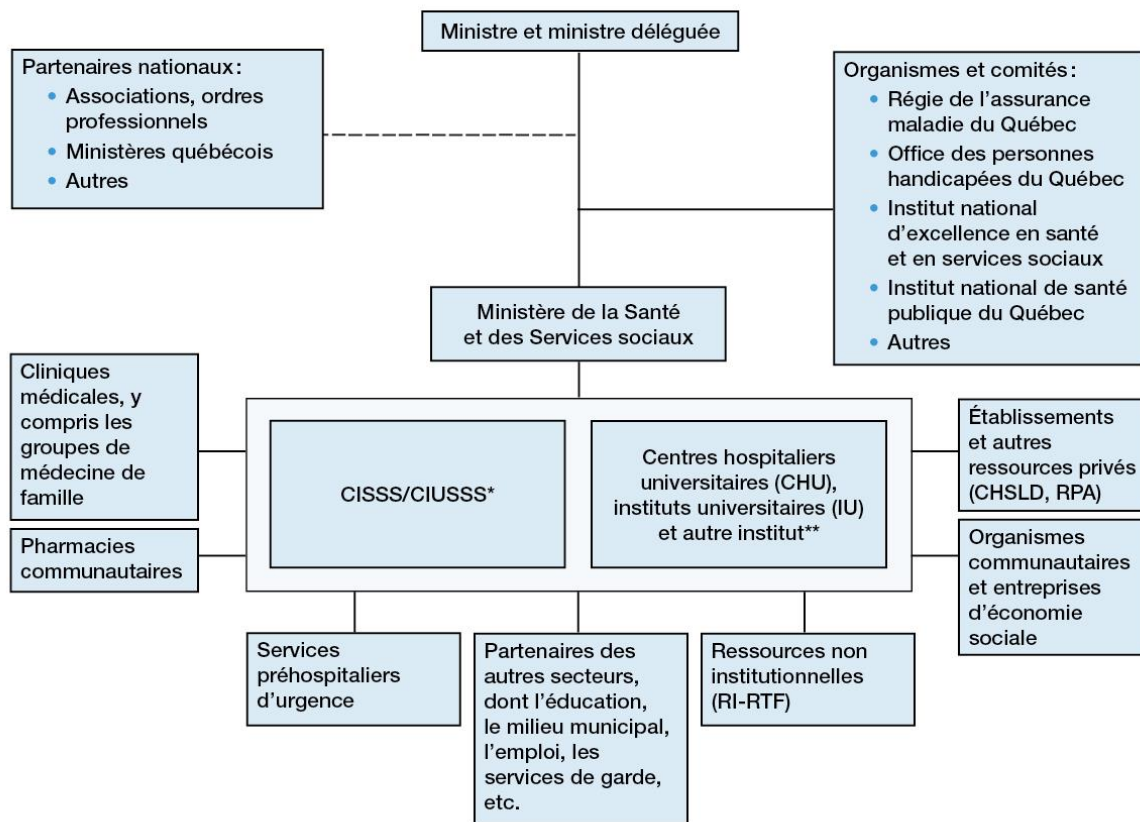 Ministre et ministre déléguée
Partenaires nationaux :
• Associations, ordres
professionnels
• Ministères québécois
• Autres
Organismes et comités :
• Régie de l'assurance
maladie du Québec
• Office des personnes
handicapées du Québec
• Institut national
d'excellence en santé
et en services sociaux
• Institut national de santé
publique du Québec
• Autres
Ministère de la Santé
et des Services sociaux
Cliniques
médicales, y
compris les
groupes de
médecine de
famille
Pharmacies
communautaires
CISSS/CIUSSS*
Centres hospitaliers
universitaires (CHU),
instituts universitaires (IU)
et autre institut**
Établissements
et autres
ressources privés
(CHSLD, RPA)
Organismes
communautaires
et entreprises
d'économie
sociale
Services
préhospitaliers
d'urgence
Partenaires des
autres secteurs,
dont l'éducation,
le milieu municipal,
l'emploi, les
services de garde,
etc.
Ressources non
institutionnelles
(RI-RTF)